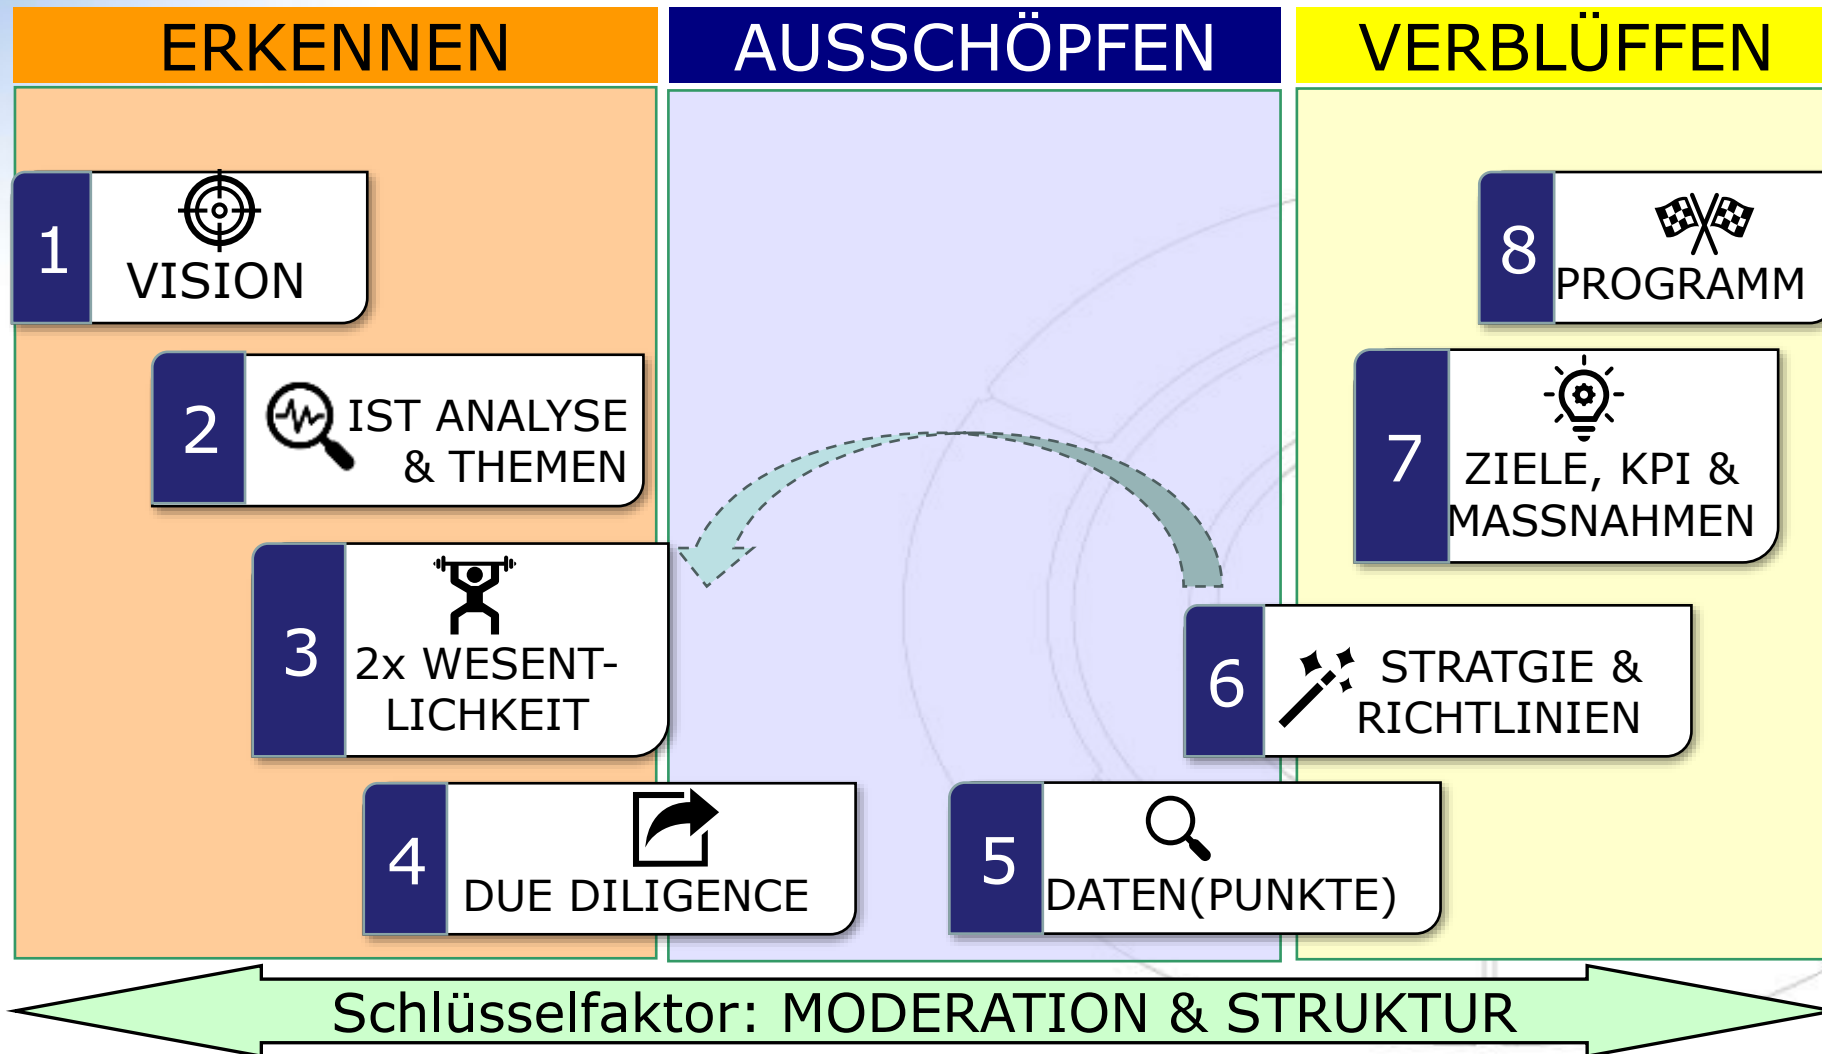 ERKENNEN
AUSSCHÖPFEN
VERBLÜFFEN
1
VISION
2
IST ANALYSE
& THEMEN
3
2x WESENT-
LICHKEIT
4
DUE DILIGENCE
5
DATEN(PUNKTE)
6
STRATGIE &
RICHTLINIEN
7
ZIELE, KPI &
MASSNAHMEN
8
PROGRAMM
Schlüsselfaktor: MODERATION & STRUKTUR